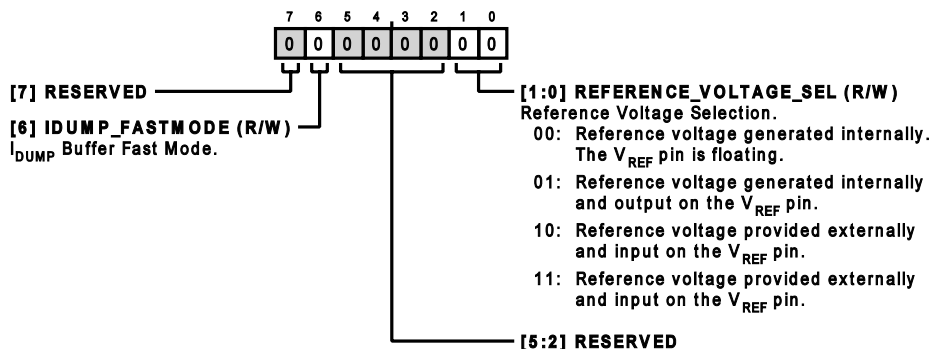 7 6 5 4 3 2 1 0
0 0 0 0 0 0 0 0
[7] RESERVED
[6] IDUMP_FASTMODE (R/W)
IDUMP Buffer Fast Mode.
[1:0] REFERENCE_VOLTAGE_SEL (R/W)
Reference Voltage Selection.
00: Reference voltage generated internally.
The VREF pin is floating.
01: Reference voltage generated internally
and output on the VREF pin.
10: Reference voltage provided externally
and input on the VREF pin.
11: Reference voltage provided externally
and input on the VREF pin.
[5:2] RESERVED